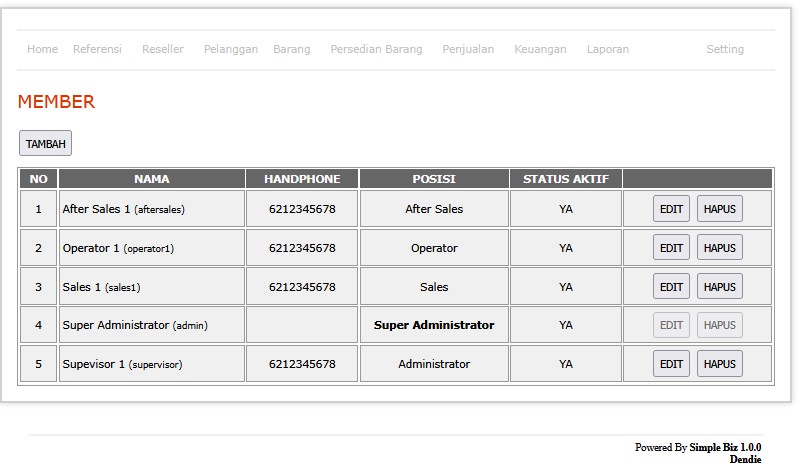 Home Referensi Reseller Pelanggan Barang Persedian Barang Penjualan Keuangan Laporan Setting
MEMBER
TAMBAH
NO NAMA HANDPHONE POSISI STATUS AKTIF
1 After Sales 1 (aftersales) 6212345678 After Sales YA EDIT HAPUS
2 Operator 1 (operator1) 6212345678 Operator YA EDIT HAPUS
3 Sales 1 (sales1) 6212345678 Sales YA EDIT HAPUS
4 Super Administrator (admin) Super Administrator YA EDIT HAPUS
5 Supevisor 1 (supervisor) 6212345678 Administrator YA EDIT HAPUS
Powered By Simple Biz 1.0.0
Dendie